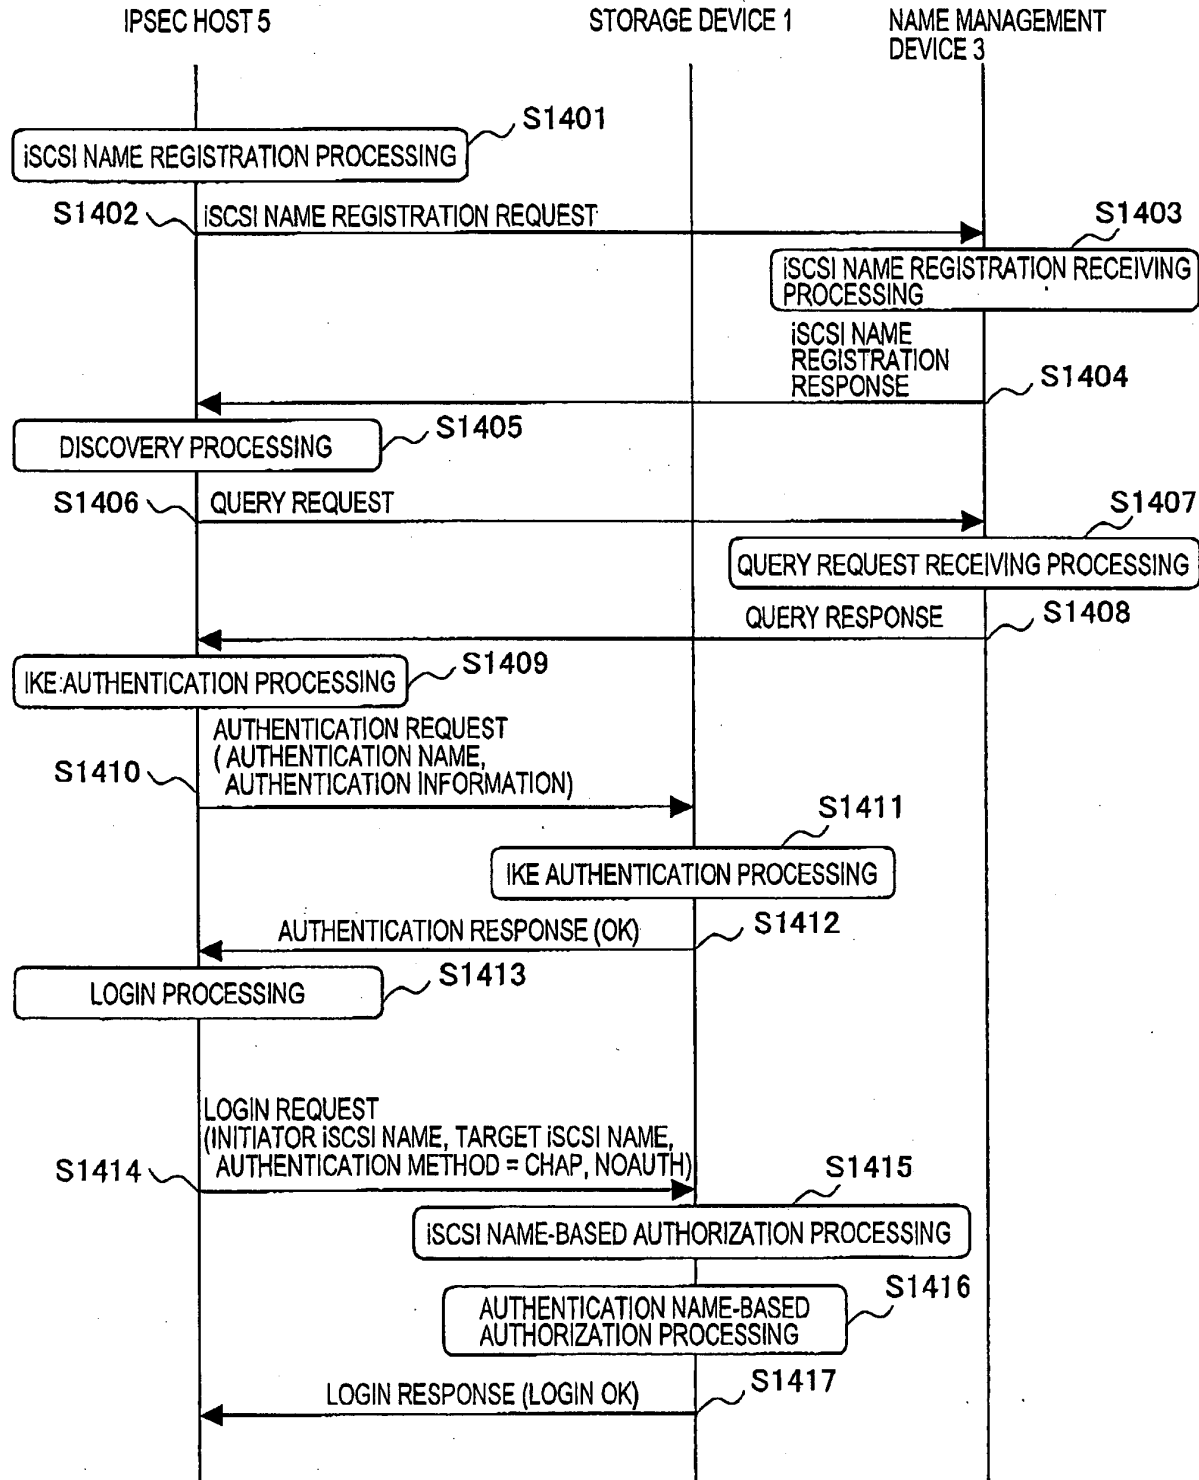 IPSEC HOST 5
STORAGE DEVICE 1
NAME MANAGEMENT
DEVICE 3
S1401
iSCSI NAME REGISTRATION PROCESSING
S1402
iSCSI NAME REGISTRATION REQUEST
S1403
iSCSI NAME REGISTRATION RECEIVING
PROCESSING
iSCSI NAME
REGISTRATION
RESPONSE
S1404
DISCOVERY PROCESSING
S1405
S1406
QUERY REQUEST
S1407
QUERY REQUEST RECEIVING PROCESSING
QUERY RESPONSE
S1408
IKE AUTHENTICATION PROCESSING
S1409
AUTHENTICATION REQUEST
(AUTHENTICATION NAME,
AUTHENTICATION INFORMATION)
S1410
S1411
IKE AUTHENTICATION PROCESSING
AUTHENTICATION RESPONSE (OK)
S1412
LOGIN PROCESSING
S1413
LOGIN REQUEST
(INITIATOR iSCSI NAME, TARGET iSCSI NAME,
AUTHENTICATION METHOD = CHAP, NOAUTH)
S1414
S1415
iSCSI NAME-BASED AUTHORIZATION PROCESSING
S1416
AUTHENTICATION NAME-BASED
AUTHORIZATION PROCESSING
LOGIN RESPONSE (LOGIN OK)
S1417